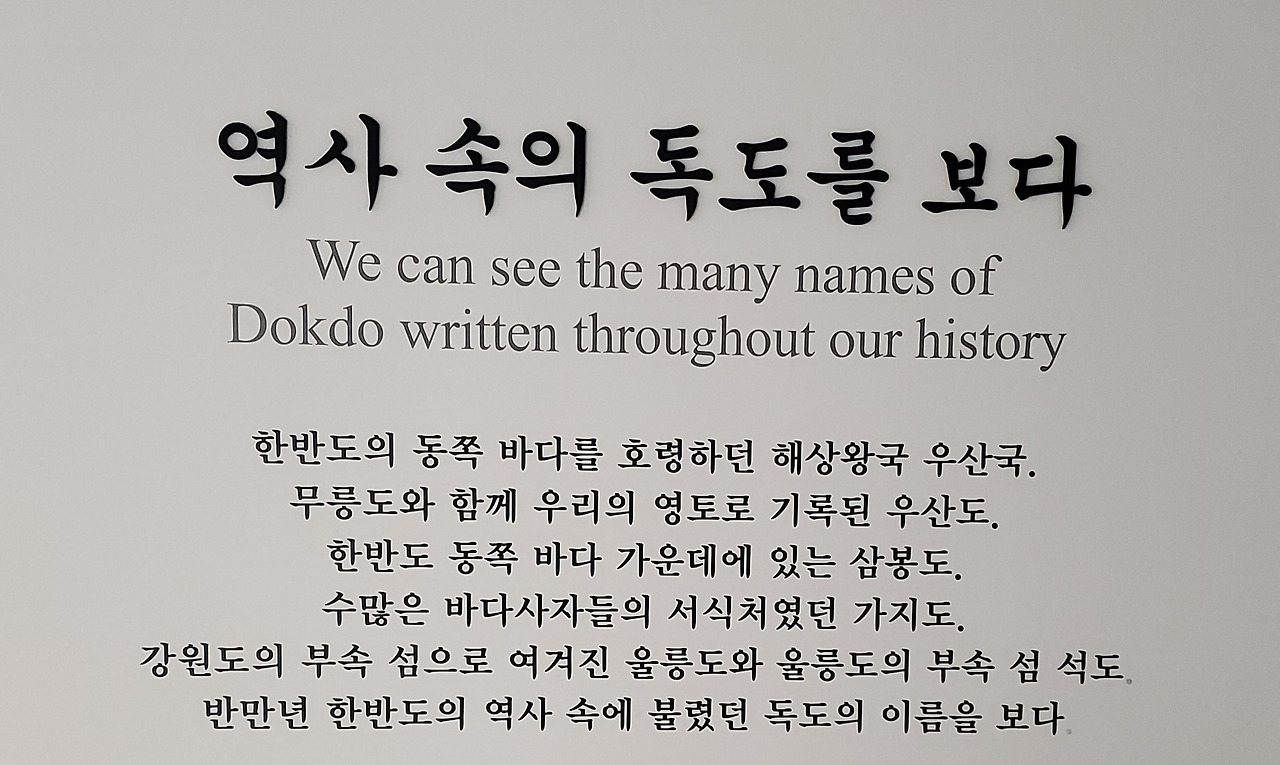 역사 속의 독도를 보다
We can see the many names of
Dokdo written throughout our history
한반도의 동쪽 바다를 호령하던 해상왕국 우산국.
무릉도와 함께 우리의 영토로 기록된 우산도.
한반도 동쪽 바다 가운데에 있는 삼봉도.
수많은 바다사자들의 서식처였던 가지도.
강원도의 부속 섬으로 여겨진 울릉도와 울릉도의 부속 섬 석도.
반만년 한반도의 역사 속에 불렸던 독도의 이름을 보다.